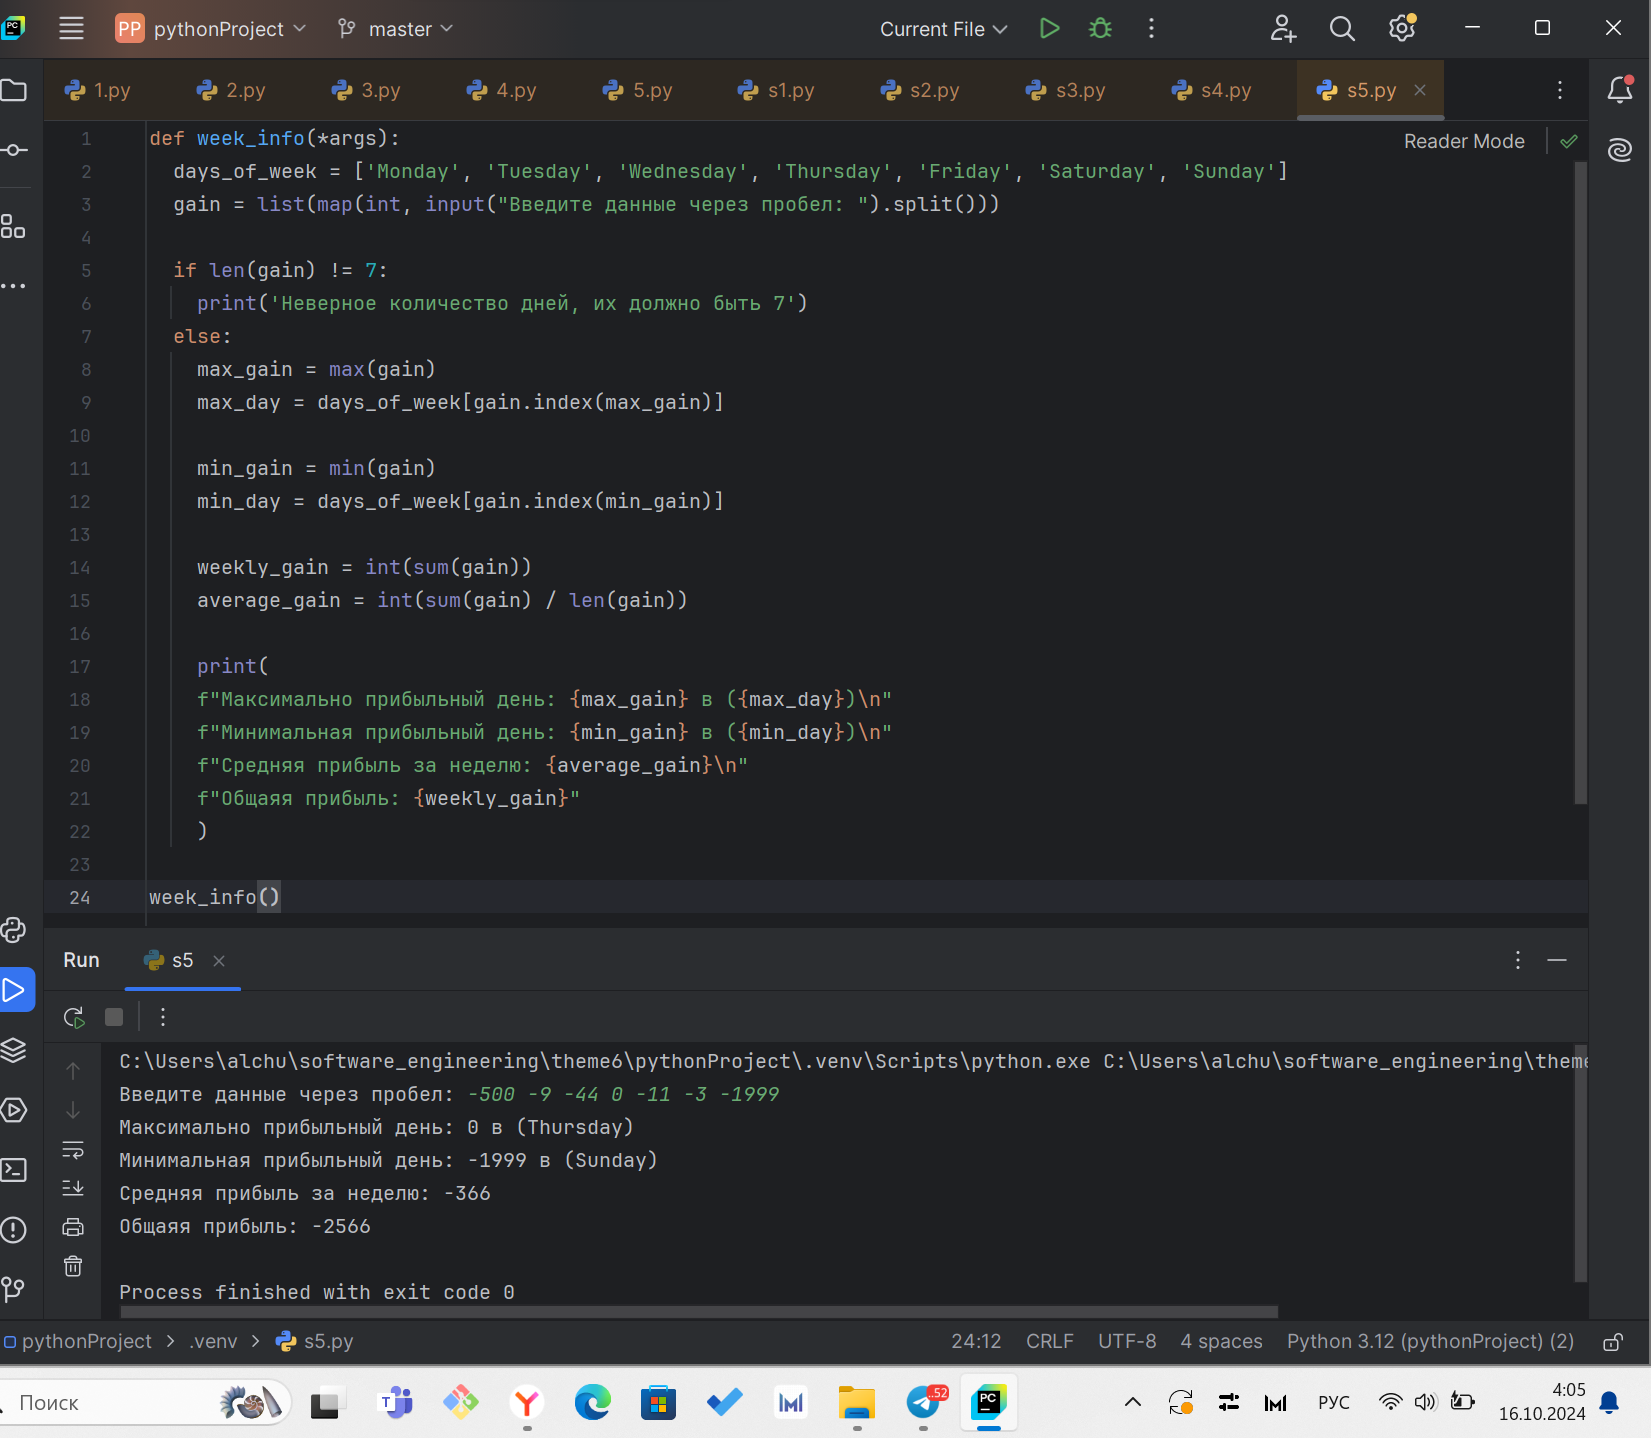 PP pythonProject master Current File
1.py 2.py 3.py 4.py 5.py s1.py s2.py s3.py s4.py s5.py
Reader Mode
1 def week_info(*args):
2 days_of_week = ['Monday', 'Tuesday', 'Wednesday', 'Thursday', 'Friday', 'Saturday', 'Sunday']
3 gain = list(map(int, input("Введите данные через пробел: ").split()))
4
5 if len(gain) != 7:
6 print('Неверное количество дней, их должно быть 7')
7 else:
8 max_gain = max(gain)
9 max_day = days_of_week[gain.index(max_gain)]
10
11 min_gain = min(gain)
12 min_day = days_of_week[gain.index(min_gain)]
13
14 weekly_gain = int(sum(gain))
15 average_gain = int(sum(gain) / len(gain))
16
17 print(
18 f"Максимально прибыльный день: {max_gain} в ({max_day})\n"
19 f"Минимальная прибыльный день: {min_gain} в ({min_day})\n"
20 f"Средняя прибыль за неделю: {average_gain}\n"
21 f"Общаяя прибыль: {weekly_gain}"
22 )
23
24 week_info()
Run s5
C:\Users\alchu\software_engineering\theme6\pythonProject\.venv\Scripts\python.exe C:\Users\alchu\software_engineering\theme
Введите данные через пробел: -500 -9 -44 0 -11 -3 -1999
Максимально прибыльный день: 0 в (Thursday)
Минимальная прибыльный день: -1999 в (Sunday)
Средняя прибыль за неделю: -366
Общаяя прибыль: -2566
Process finished with exit code 0
pythonProject > .venv > s5.py 24:12 CRLF UTF-8 4 spaces Python 3.12 (pythonProject) (2)
Поиск РУС 4:05
16.10.2024